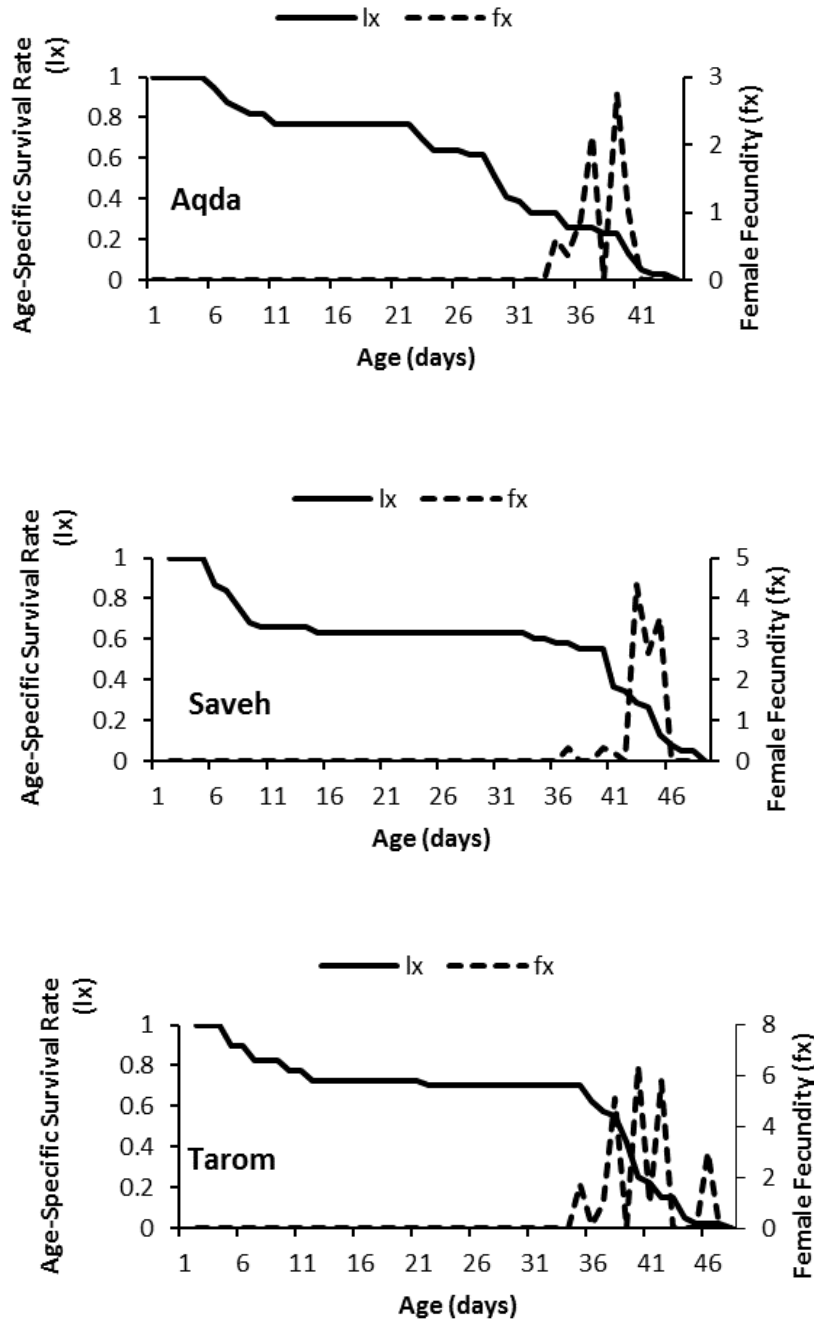 lx fx
Age-Specific Survival Rate
(lx)
1
0.8
0.6
0.4
0.2
0
3
2
1
0
Female Fecundity (fx)
Aqda
1 6 11 16 21 26 31 36 41
Age (days)
lx fx
Age-Specific Survival Rate
(lx)
1
0.8
0.6
0.4
0.2
0
5
4
3
2
1
0
Female Fecundity (fx)
Saveh
1 6 11 16 21 26 31 36 41 46
Age (days)
lx fx
Age-Specific Survival Rate
(lx)
1
0.8
0.6
0.4
0.2
0
8
6
4
2
0
Female Fecundity (fx)
Tarom
1 6 11 16 21 26 31 36 41 46
Age (days)